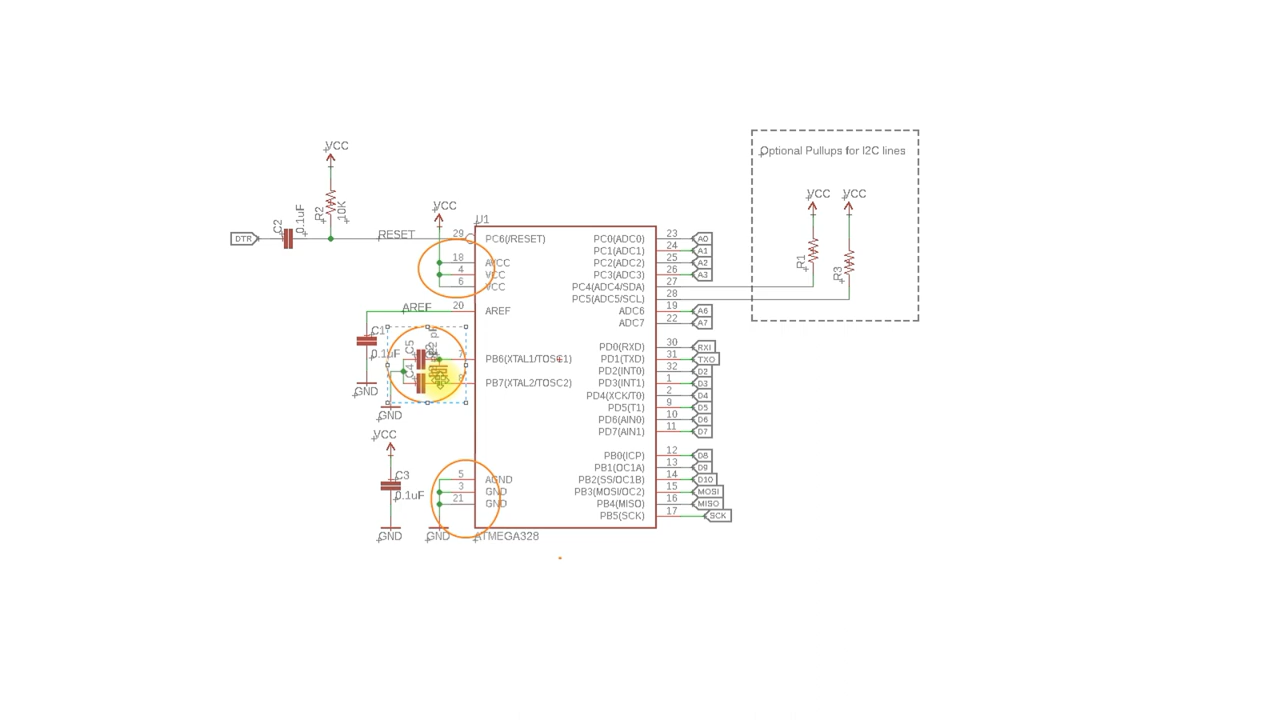 Optional Pullups for I2C lines
VCC
VCC
VCC
VCC
R1
R3
C2
0.1uF
R2
10K
DTR
RESET
U1
29
PC6(/RESET)
18
AVCC
4
VCC
6
VCC
AREF
20
AREF
C1
0.1uF
GND
C5
C4
7
PB6(XTAL1/TOSC1)
8
PB7(XTAL2/TOSC2)
GND
VCC
C3
0.1uF
GND
5
AGND
3
GND
21
GND
GND
ATMEGA328
PC0(ADC0) 23 A0
PC1(ADC1) 24 A1
PC2(ADC2) 25 A2
PC3(ADC3) 26 A3
PC4(ADC4/SDA) 27
PC5(ADC5/SCL) 28
ADC6 19 A6
ADC7 22 A7
PD0(RXD) 30 RXI
PD1(TXD) 31 TXO
PD2(INT0) 32 D2
PD3(INT1) 1 D3
PD4(XCK/T0) 2 D4
PD5(T1) 9 D5
PD6(AIN0) 10 D6
PD7(AIN1) 11 D7
PB0(ICP) 12 D8
PB1(OC1A) 13 D9
PB2(SS/OC1B) 14 D10
PB3(MOSI/OC2) 15 MOSI
PB4(MISO) 16 MISO
PB5(SCK) 17 SCK